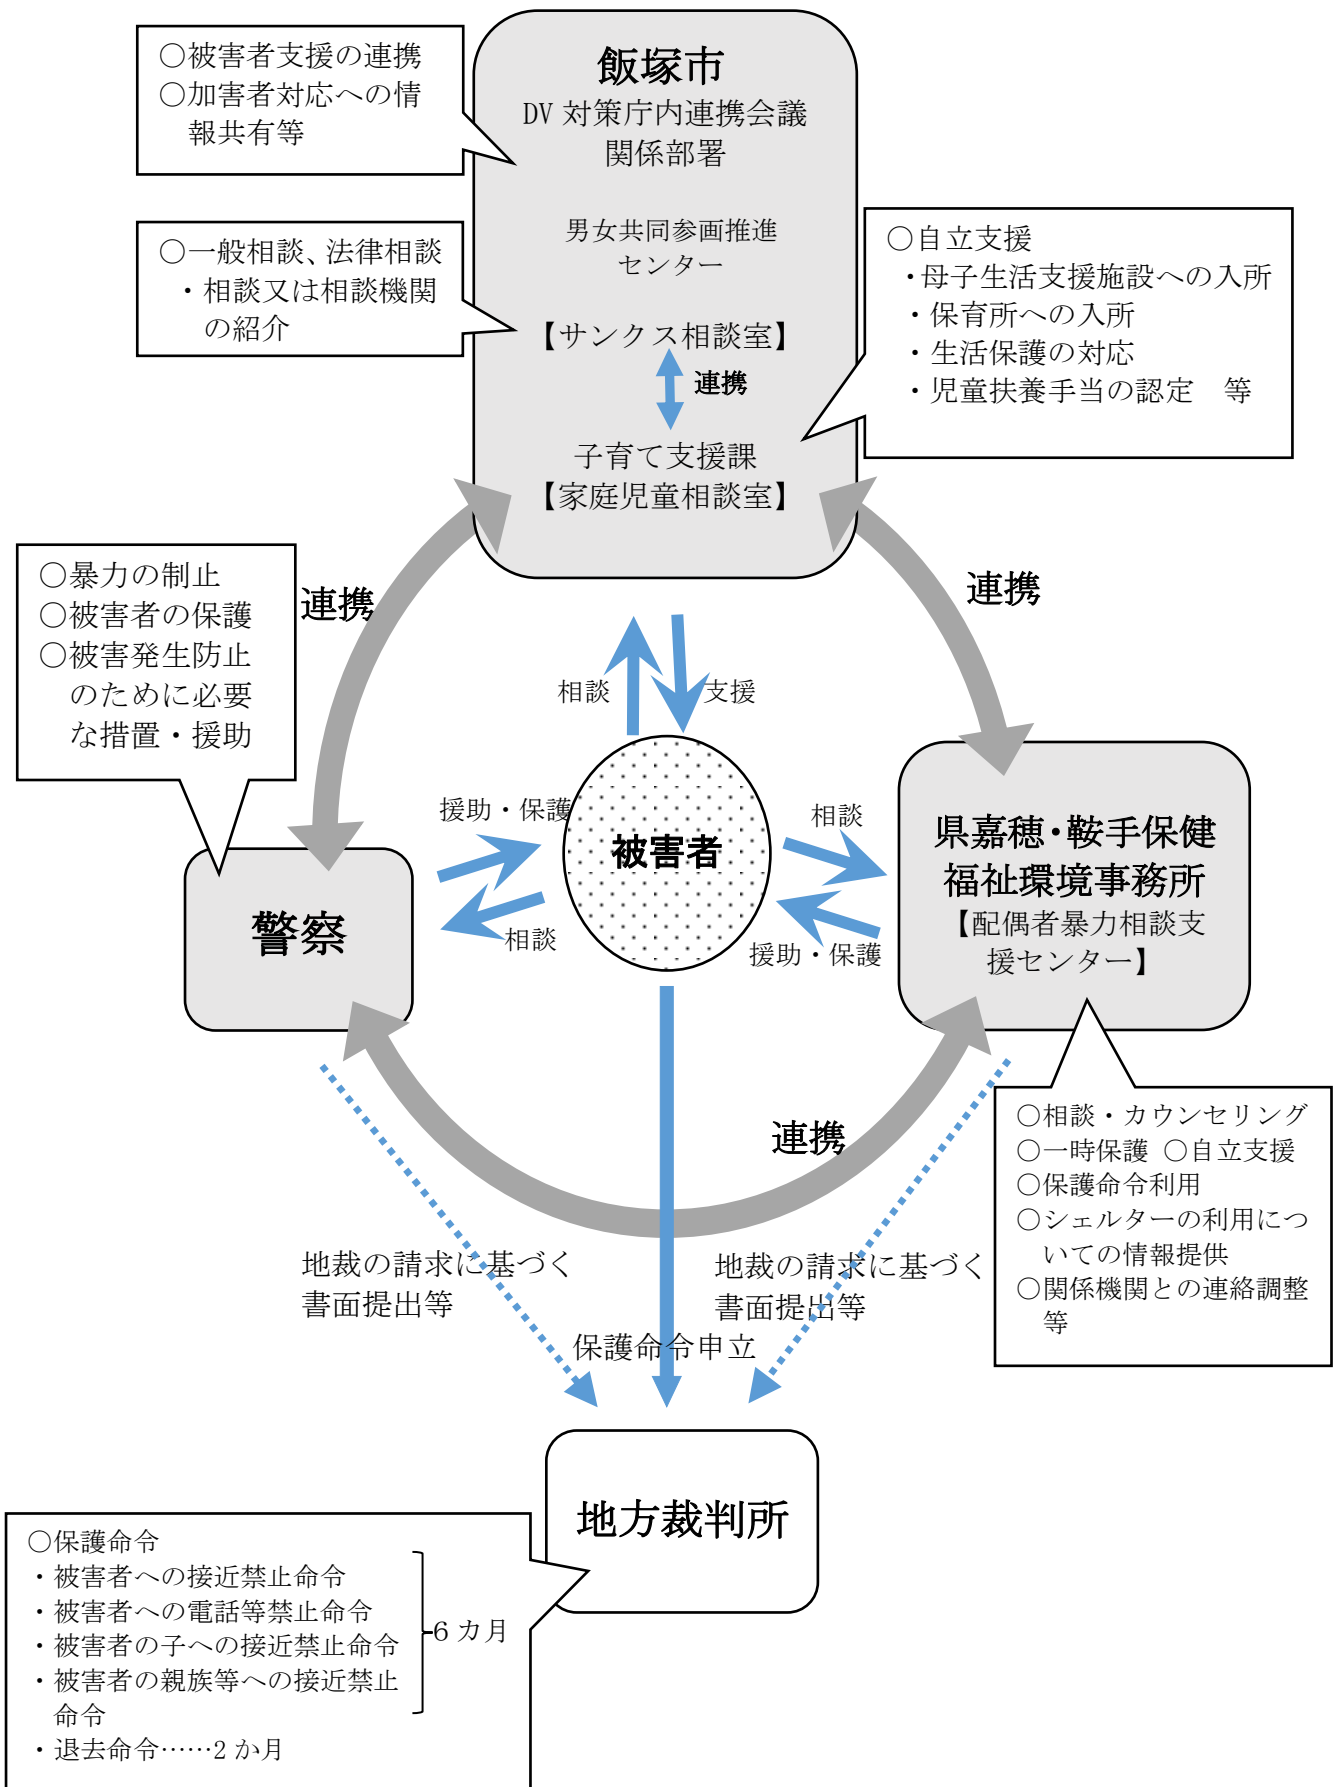 ○被害者支援の連携
○加害者対応への情
報共有等
飯塚市
DV 対策庁内連携会議
関係部署
男女共同参画推進
センター
【サンクス相談室】
連携
子育て支援課
【家庭児童相談室】
○一般相談、法律相談
・相談又は相談機関
の紹介
○自立支援
・母子生活支援施設への入所
・保育所への入所
・生活保護の対応
・児童扶養手当の認定　等
○暴力の制止
○被害者の保護
○被害発生防止
のために必要
な措置・援助
連携
連携
相談
支援
援助・保護
相談
被害者
相談
援助・保護
警察
県嘉穂・鞍手保健
福祉環境事務所
【配偶者暴力相談支
援センター】
連携
○相談・カウンセリング
○一時保護 ○自立支援
○保護命令利用
○シェルターの利用につ
いての情報提供
○関係機関との連絡調整
等
地裁の請求に基づく
書面提出等
地裁の請求に基づく
書面提出等
保護命令申立
地方裁判所
○保護命令
・被害者への接近禁止命令
・被害者への電話等禁止命令
・被害者の子への接近禁止命令
・被害者の親族等への接近禁止
命令
6 カ月
・退去命令……2 か月